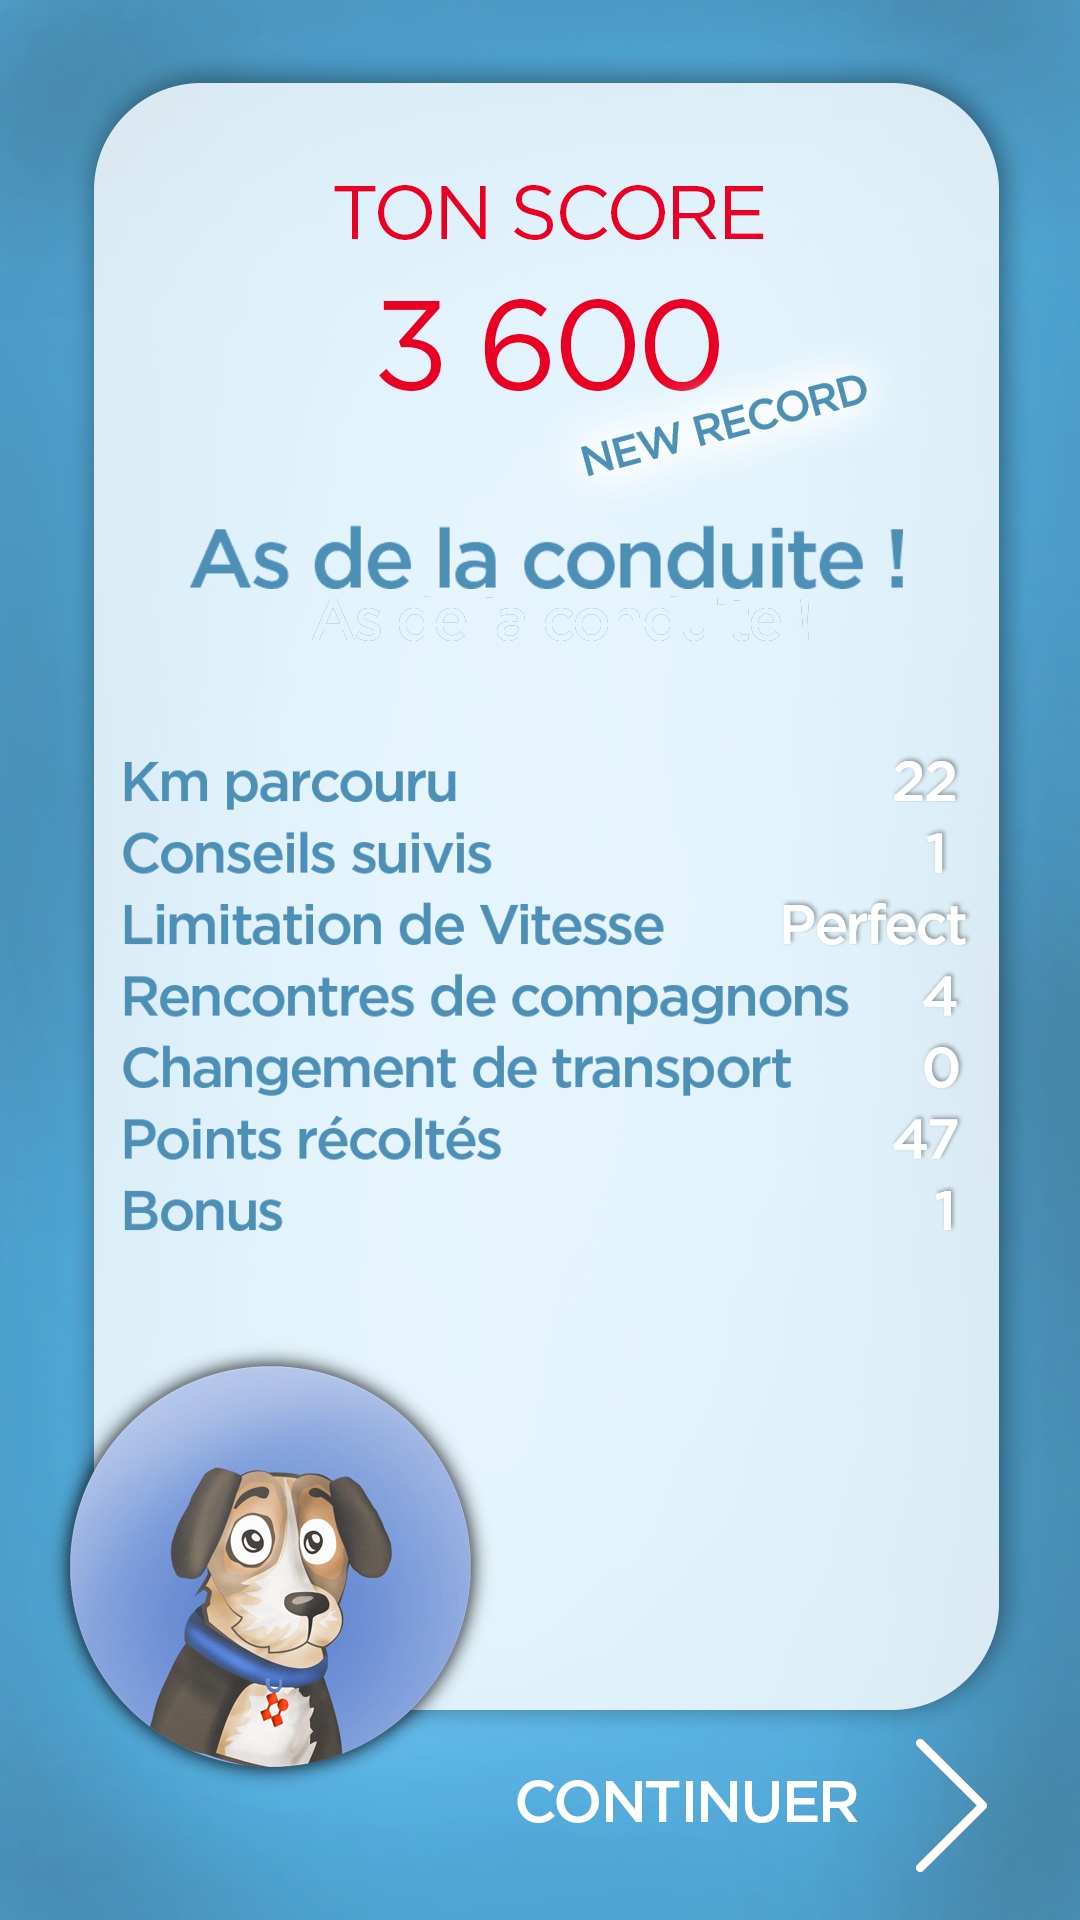 TON SCORE
3 600
NEW RECORD
As de la conduite !
As de la conduite !
Km parcouru 22
Conseils suivis 1
Limitation de Vitesse Perfect
Rencontres de compagnons 4
Changement de transport 0
Points récoltés 47
Bonus 1
CONTINUER